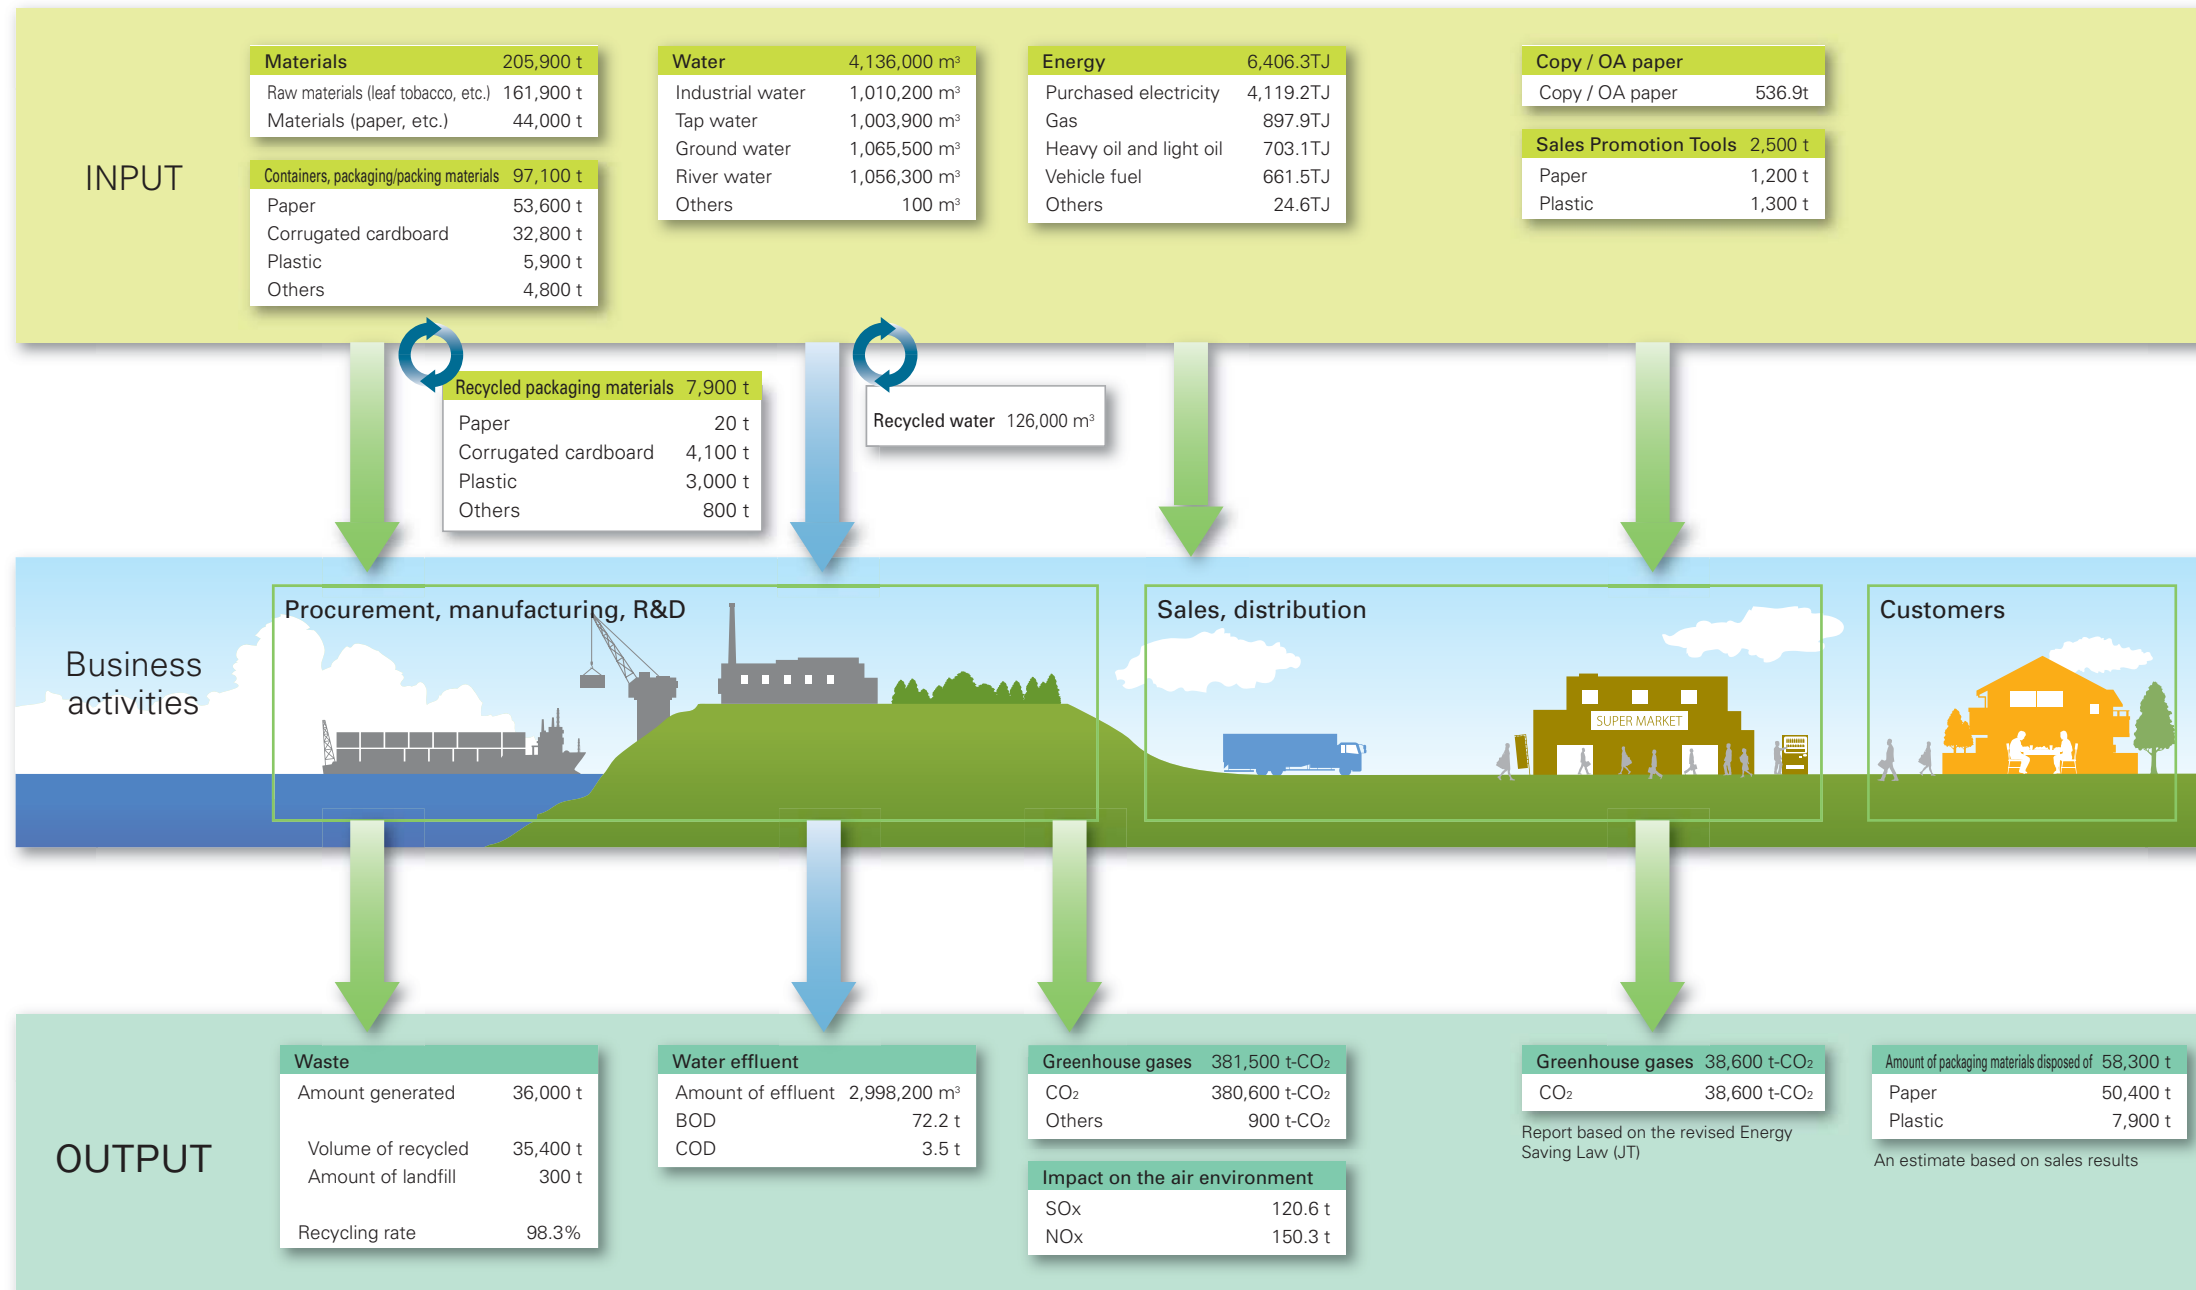 INPUT
Materials 205,900 t
Raw materials (leaf tobacco, etc.) 161,900 t
Materials (paper, etc.) 44,000 t
Containers, packaging/packing materials 97,100 t
Paper 53,600 t
Corrugated cardboard 32,800 t
Plastic 5,900 t
Others 4,800 t
Water 4,136,000 m³
Industrial water 1,010,200 m³
Tap water 1,003,900 m³
Ground water 1,065,500 m³
River water 1,056,300 m³
Others 100 m³
Energy 6,406.3TJ
Purchased electricity 4,119.2TJ
Gas 897.9TJ
Heavy oil and light oil 703.1TJ
Vehicle fuel 661.5TJ
Others 24.6TJ
Copy / OA paper
Copy / OA paper 536.9t
Sales Promotion Tools 2,500 t
Paper 1,200 t
Plastic 1,300 t
Recycled packaging materials 7,900 t
Paper 20 t
Corrugated cardboard 4,100 t
Plastic 3,000 t
Others 800 t
Recycled water 126,000 m³
Business
activities
Procurement, manufacturing, R&D
Sales, distribution
SUPER MARKET
Customers
OUTPUT
Waste
Amount generated 36,000 t
Volume of recycled 35,400 t
Amount of landfill 300 t
Recycling rate 98.3%
Water effluent
Amount of effluent 2,998,200 m³
BOD 72.2 t
COD 3.5 t
Greenhouse gases 381,500 t-CO₂
CO₂ 380,600 t-CO₂
Others 900 t-CO₂
Impact on the air environment
SOx 120.6 t
NOx 150.3 t
Greenhouse gases 38,600 t-CO₂
CO₂ 38,600 t-CO₂
Report based on the revised Energy
Saving Law (JT)
Amount of packaging materials disposed of 58,300 t
Paper 50,400 t
Plastic 7,900 t
An estimate based on sales results